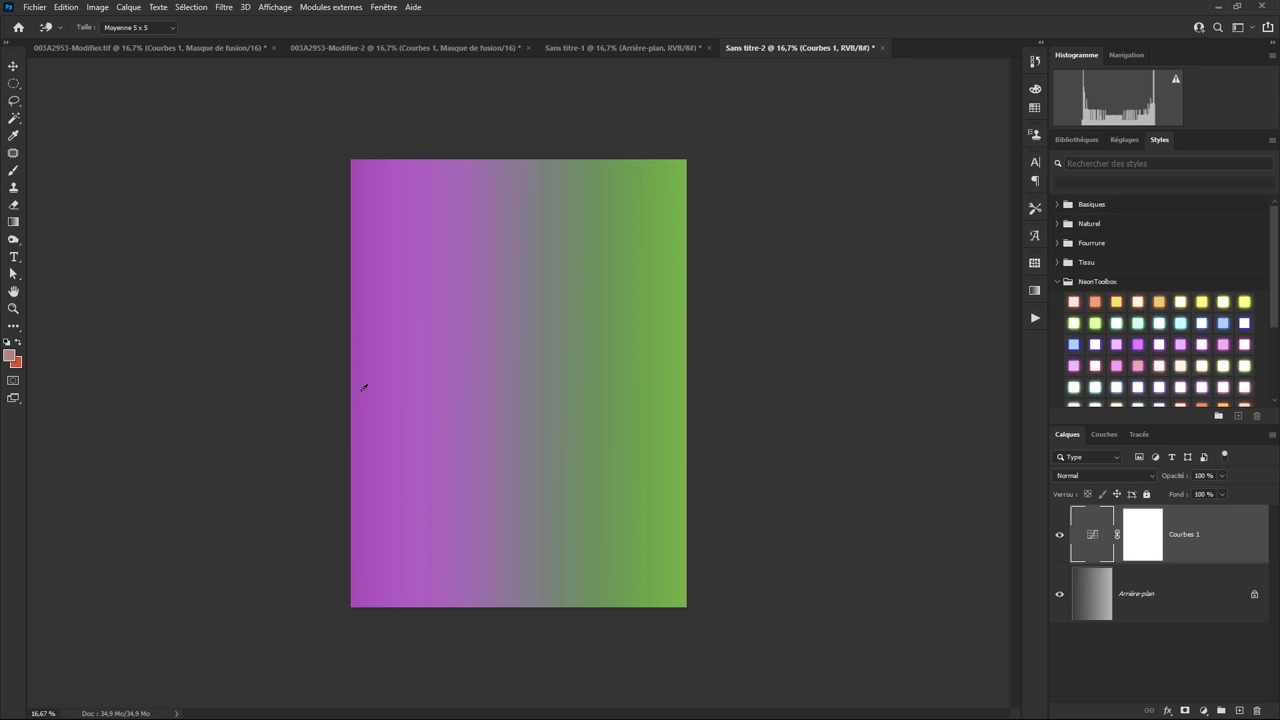 Ps Fichier Edition Image Calque Texte Sélection Filtre 3D Affichage Modules externes Fenêtre Aide
Taille : Moyenne 5 x 5
003A2953-Modifier.tif @ 16,7% (Courbes 1, Masque de fusion/16) * × 003A2953-Modifier-2 @ 16,7% (Courbes 1, Masque de fusion/16) * × Sans titre-1 @ 16,7% (Arrière-plan, RVB/8#) * × Sans titre-2 @ 16,7% (Courbes 1, RVB/8#) * ×
Histogramme Navigation
Bibliothèques Réglages Styles
Rechercher des styles
Basiques
Naturel
Fourrure
Tissu
NeonToolbox
Calques Couches Tracés
Type
Normal Opacité : 100 %
Verrou : Fond : 100 %
Courbes 1
Arrière-plan
16,67 % Doc : 34,9 Mo/34,9 Mo